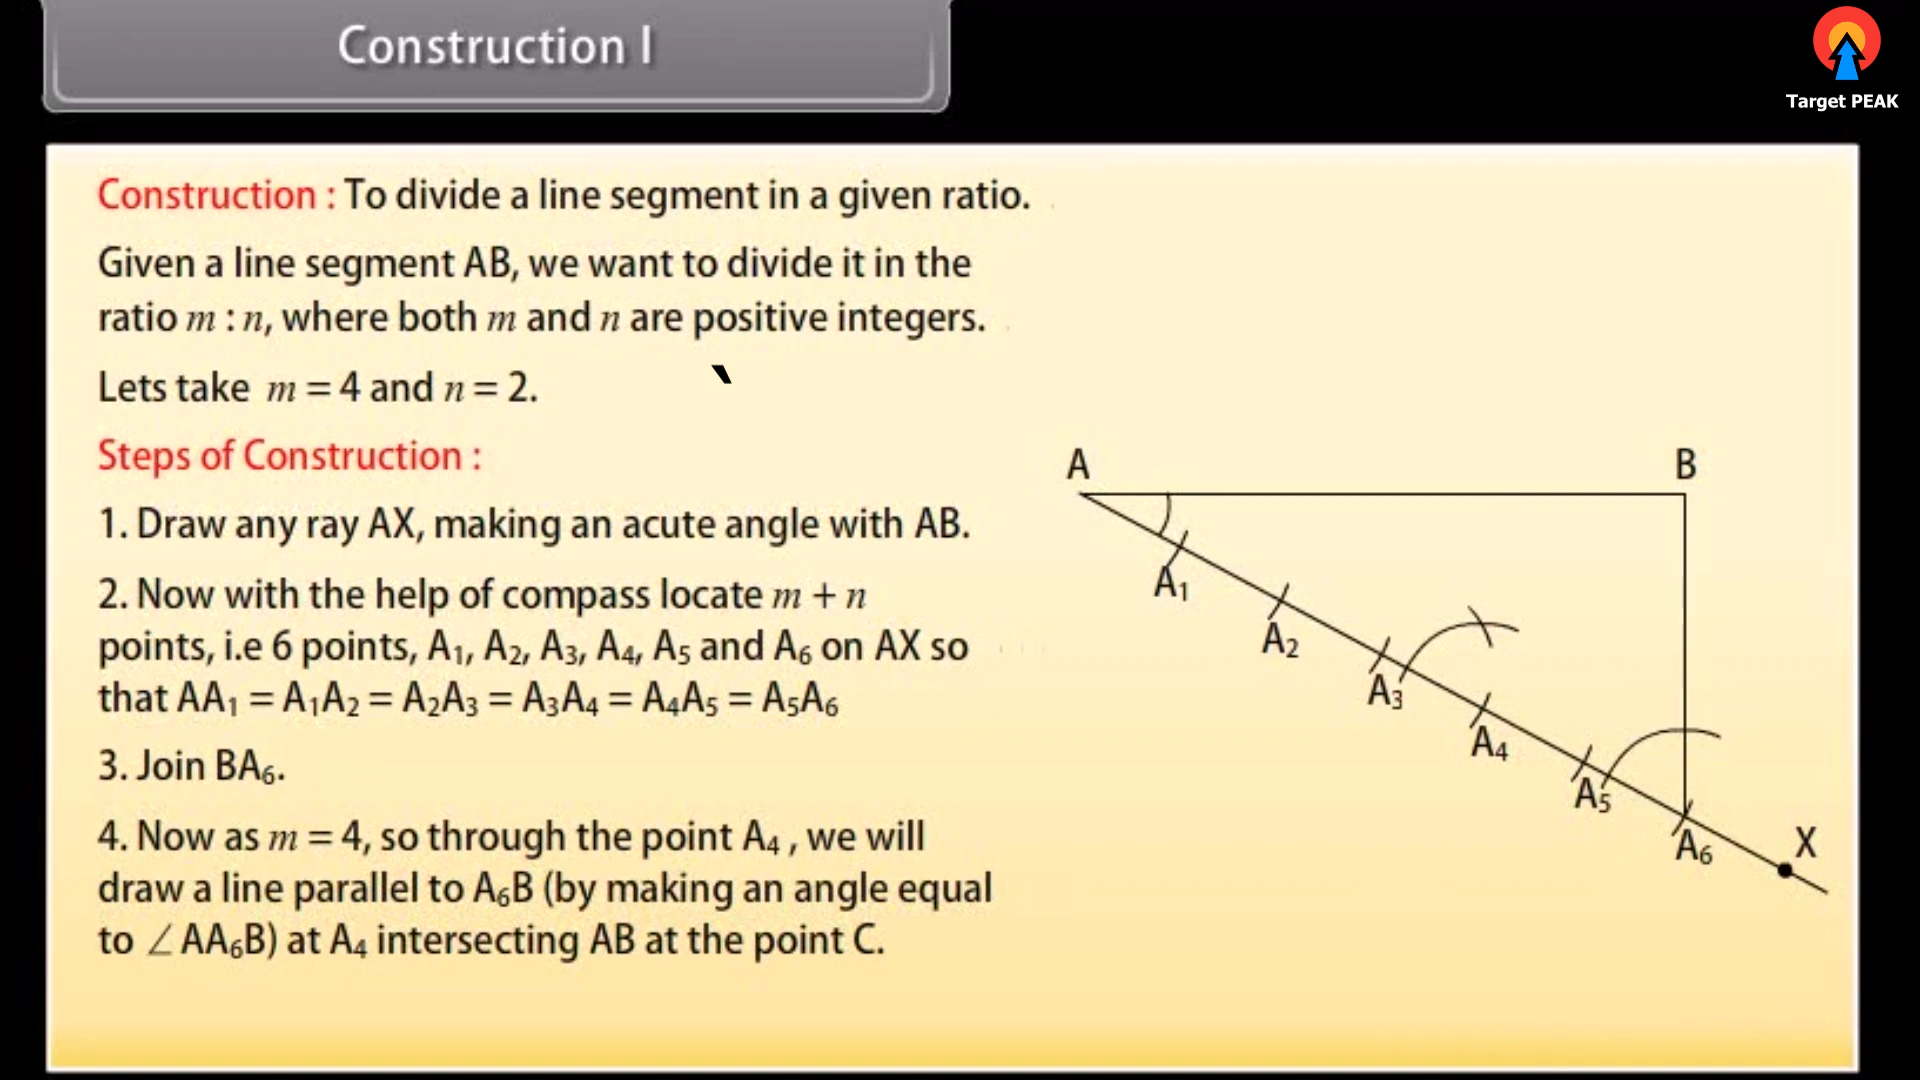 Construction I
Target PEAK
Construction : To divide a line segment in a given ratio.
Given a line segment AB, we want to divide it in the
ratio m : n, where both m and n are positive integers.
Lets take m = 4 and n = 2.
Steps of Construction :
1. Draw any ray AX, making an acute angle with AB.
2. Now with the help of compass locate m + n
points, i.e 6 points, A₁, A₂, A₃, A₄, A₅ and A₆ on AX so
that AA₁ = A₁A₂ = A₂A₃ = A₃A₄ = A₄A₅ = A₅A₆
3. Join BA₆.
4. Now as m = 4, so through the point A₄ , we will
draw a line parallel to A₆B (by making an angle equal
to ∠AA₆B) at A₄ intersecting AB at the point C.
A B
A₁
A₂
A₃
A₄
A₅
A₆
X